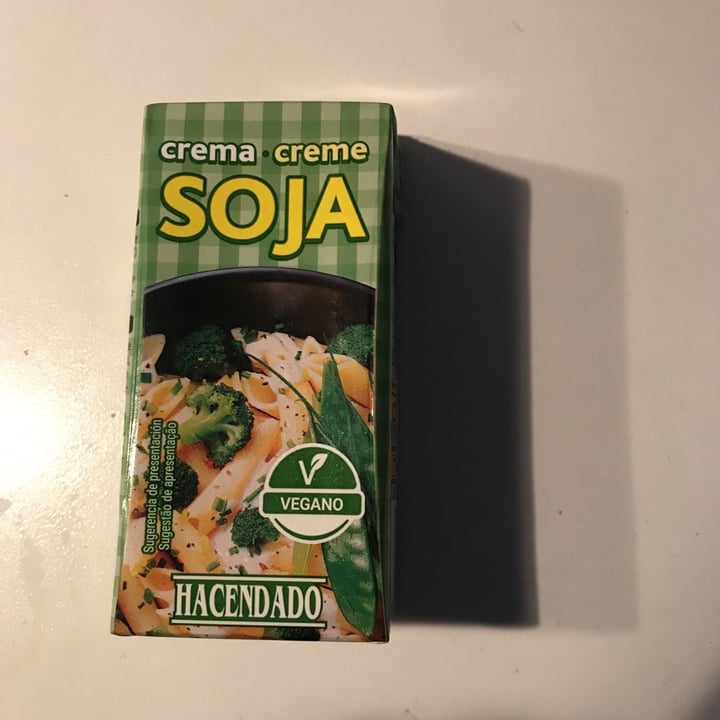 crema · creme
SOJA
Sugerencia de presentación
Sugestão de apresentação
V
VEGANO
HACENDADO